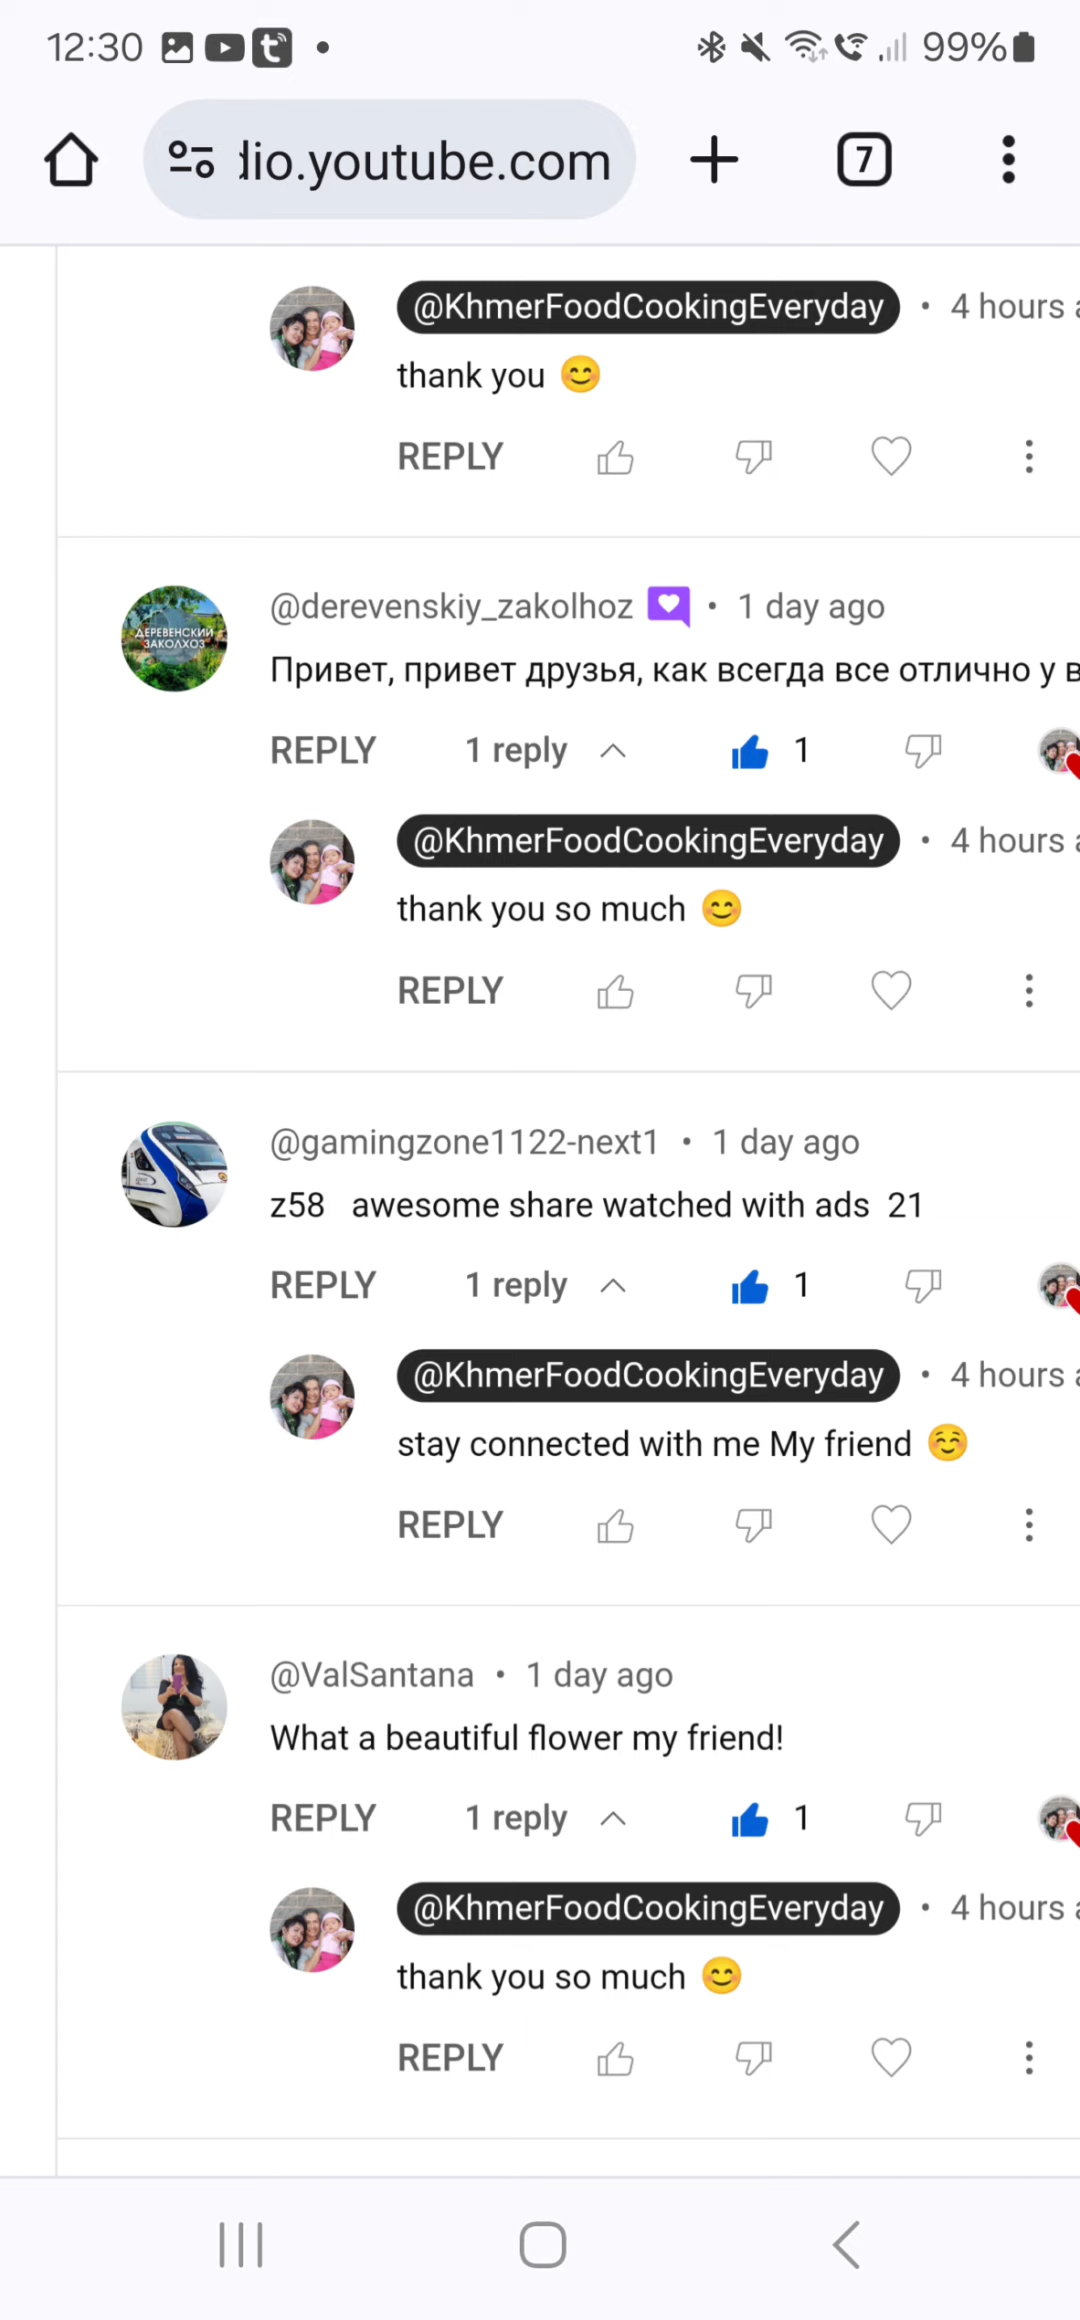 12:30
99%
dio.youtube.com
7
@KhmerFoodCookingEveryday • 4 hours
thank you 😊
REPLY
@derevenskiy_zakolhoz • 1 day ago
ДЕРЕВЕНСКИЙ
ЗАКОЛХОЗ
Привет, привет друзья, как всегда все отлично у в
REPLY 1 reply 1
@KhmerFoodCookingEveryday • 4 hours
thank you so much 😊
REPLY
@gamingzone1122-next1 • 1 day ago
z58 awesome share watched with ads 21
REPLY 1 reply 1
@KhmerFoodCookingEveryday • 4 hours
stay connected with me My friend ☺️
REPLY
@ValSantana • 1 day ago
What a beautiful flower my friend!
REPLY 1 reply 1
@KhmerFoodCookingEveryday • 4 hours
thank you so much 😊
REPLY